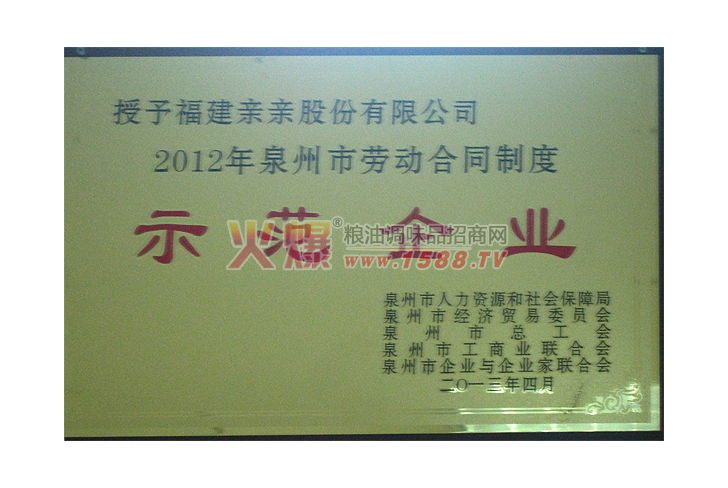 授予福建亲亲股份有限公司
2012年泉州市劳动合同制度
示范企业
火爆®粮油调味品招商网
www.1588.TV
泉州市人力资源和社会保障局
泉州市经济贸易委员会
泉州市总工会
泉州市工商业联合会
泉州市企业与企业家联合会
二〇一三年四月